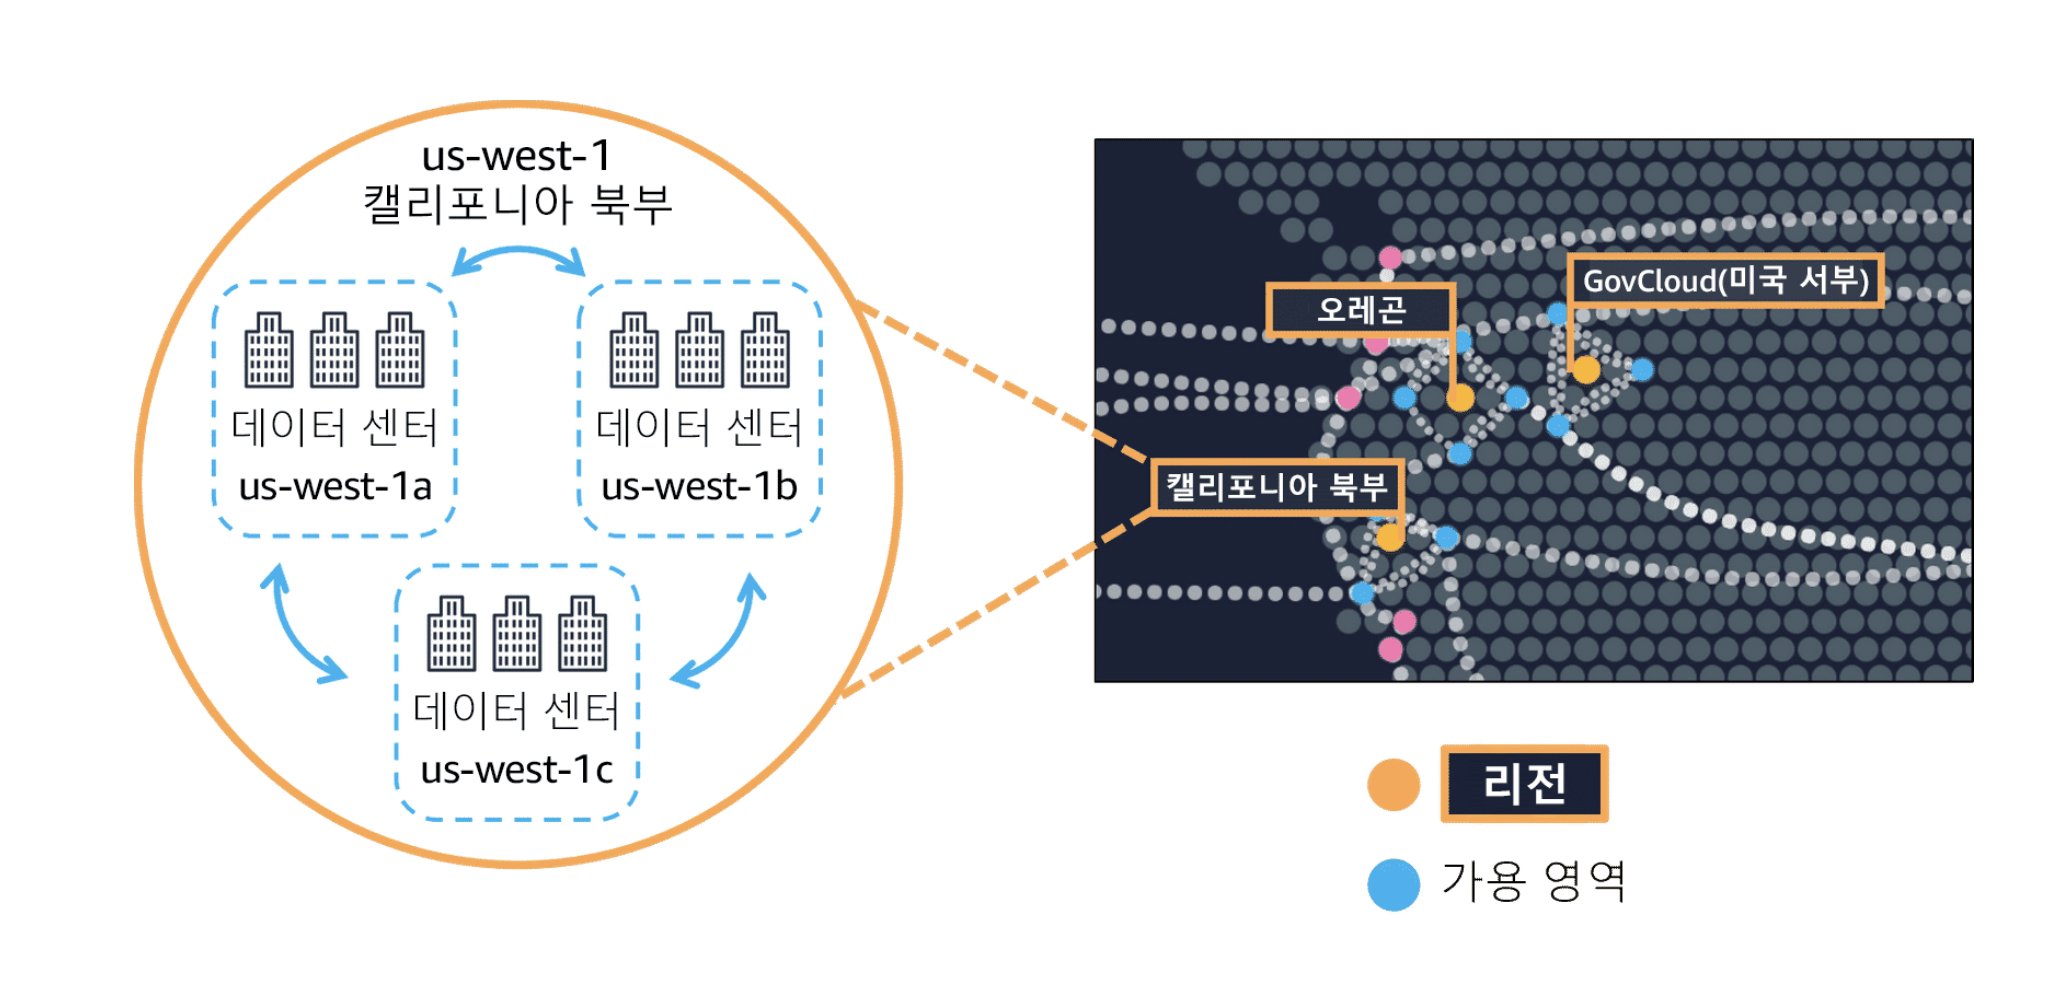 us-west-1
캘리포니아 북부
데이터 센터
us-west-1a
데이터 센터
us-west-1b
데이터 센터
us-west-1c
오레곤
GovCloud(미국 서부)
캘리포니아 북부
리전
가용 영역